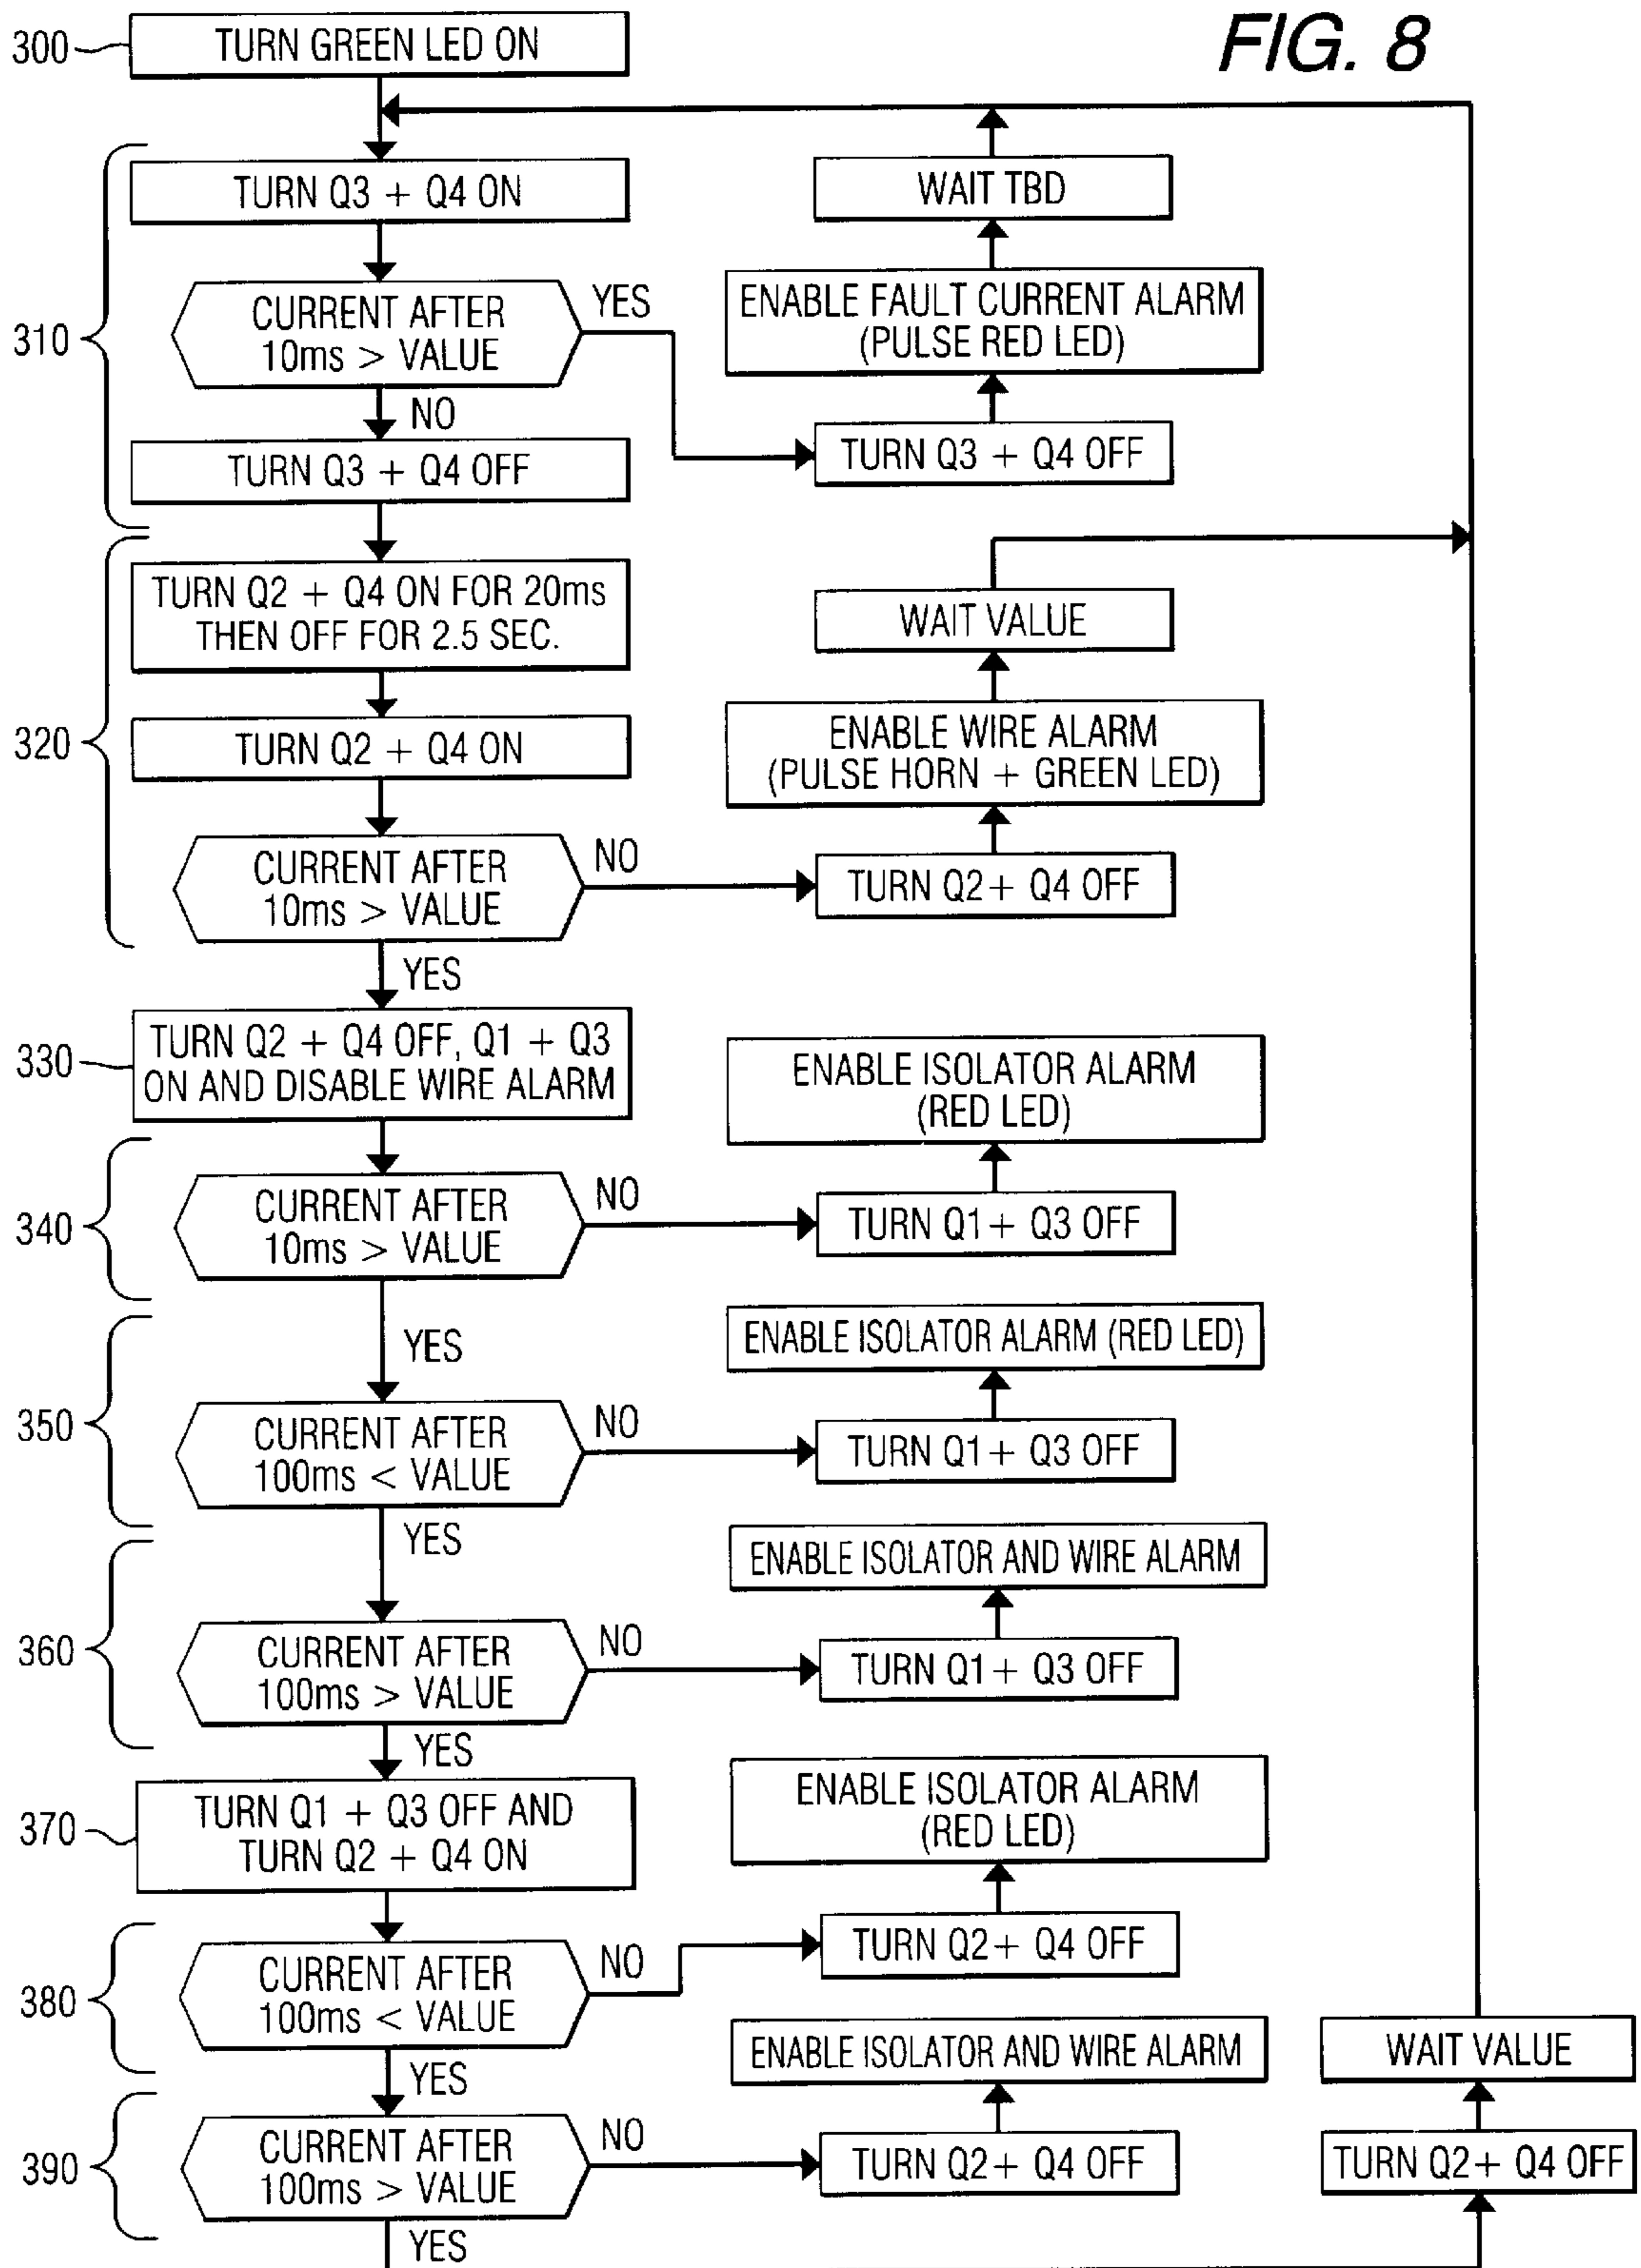 FIG. 8
300
TURN GREEN LED ON
310
TURN Q3 + Q4 ON
CURRENT AFTER
10ms > VALUE
YES
NO
TURN Q3 + Q4 OFF
WAIT TBD
ENABLE FAULT CURRENT ALARM
(PULSE RED LED)
TURN Q3 + Q4 OFF
320
TURN Q2 + Q4 ON FOR 20ms
THEN OFF FOR 2.5 SEC.
TURN Q2 + Q4 ON
CURRENT AFTER
10ms > VALUE
NO
YES
WAIT VALUE
ENABLE WIRE ALARM
(PULSE HORN + GREEN LED)
TURN Q2+ Q4 OFF
330
TURN Q2 + Q4 OFF, Q1 + Q3
ON AND DISABLE WIRE ALARM
340
CURRENT AFTER
10ms > VALUE
NO
YES
ENABLE ISOLATOR ALARM
(RED LED)
TURN Q1+ Q3 OFF
350
CURRENT AFTER
100ms < VALUE
NO
YES
ENABLE ISOLATOR ALARM (RED LED)
TURN Q1+ Q3 OFF
360
CURRENT AFTER
100ms > VALUE
NO
YES
ENABLE ISOLATOR AND WIRE ALARM
TURN Q1+ Q3 OFF
370
TURN Q1 + Q3 OFF AND
TURN Q2 + Q4 ON
380
CURRENT AFTER
100ms < VALUE
NO
YES
ENABLE ISOLATOR ALARM
(RED LED)
TURN Q2+ Q4 OFF
390
CURRENT AFTER
100ms > VALUE
NO
YES
ENABLE ISOLATOR AND WIRE ALARM
TURN Q2+ Q4 OFF
WAIT VALUE
TURN Q2+ Q4 OFF